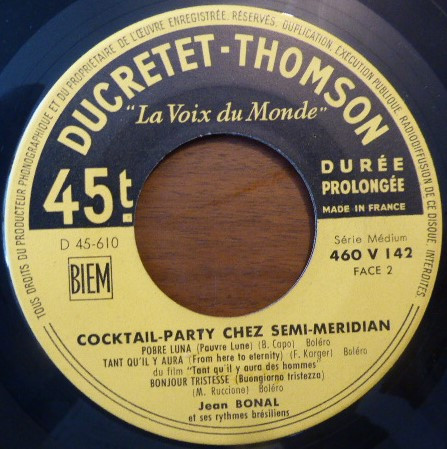 TOUS DROITS DU PRODUCTEUR PHONOGRAPHIQUE ET DU PROPRIÉTAIRE DE L'ŒUVRE ENREGISTRÉE, RÉSERVÉS. DUPLICATION, EXÉCUTION PUBLIQUE, RADIODIFFUSION DE CET ENREGISTREMENT INTERDITES
DUCRETET-THOMSON
"La Voix du Monde"
45t.
DURÉE
PROLONGÉE
MADE IN FRANCE
D 45-610
BIEM
Série Médium
460 V 142
FACE 2
COCKTAIL-PARTY CHEZ SEMI-MERIDIAN
POBRE LUNA (Pauvre Lune) (B. Capo) Boléro
TANT QU'IL Y AURA (From here to eternity) (F. Karger) Boléro
du film "Tant qu'il y aura des hommes"
BONJOUR TRISTESSE (Buongiorno tristezza)
(M. Ruccione) Boléro
Jean BONAL
et ses rythmes brésiliens